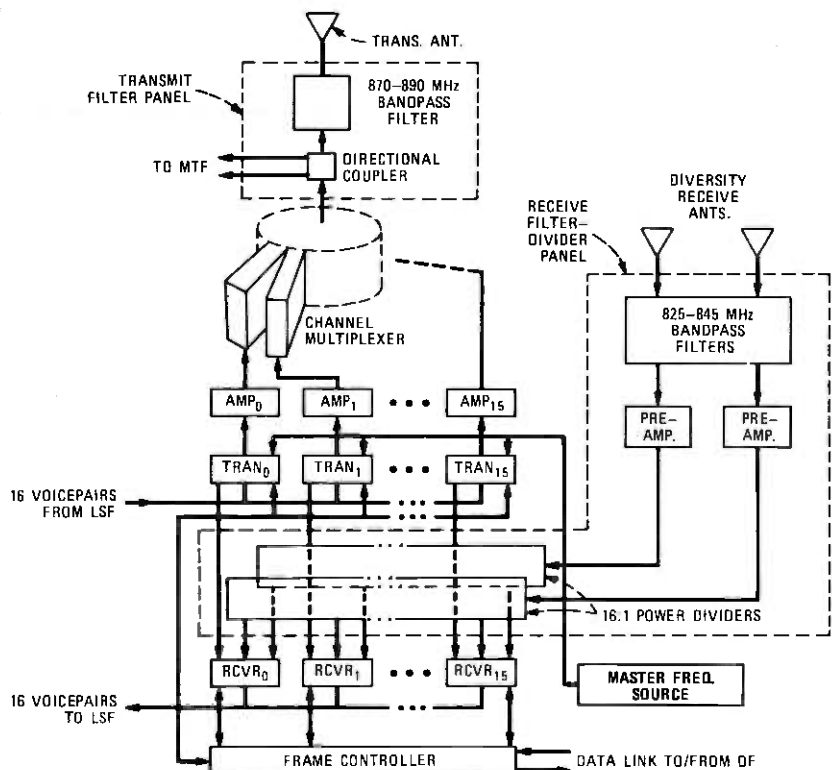 TRANS. ANT.
TRANSMIT
FILTER PANEL
870–890 MHz
BANDPASS
FILTER
TO MTF
DIRECTIONAL
COUPLER
RECEIVE
FILTER–
DIVIDER
PANEL
DIVERSITY
RECEIVE
ANTS.
825–845 MHz
BANDPASS
FILTERS
CHANNEL
MULTIPLEXER
PRE–
AMP.
PRE–
AMP.
AMP0
AMP1
AMP15
TRAN0
TRAN1
TRAN15
16 VOICEPAIRS
FROM LSF
16:1 POWER DIVIDERS
RCVR0
RCVR1
RCVR15
MASTER FREQ.
SOURCE
16 VOICEPAIRS
TO LSF
FRAME CONTROLLER
DATA LINK TO/FROM DF